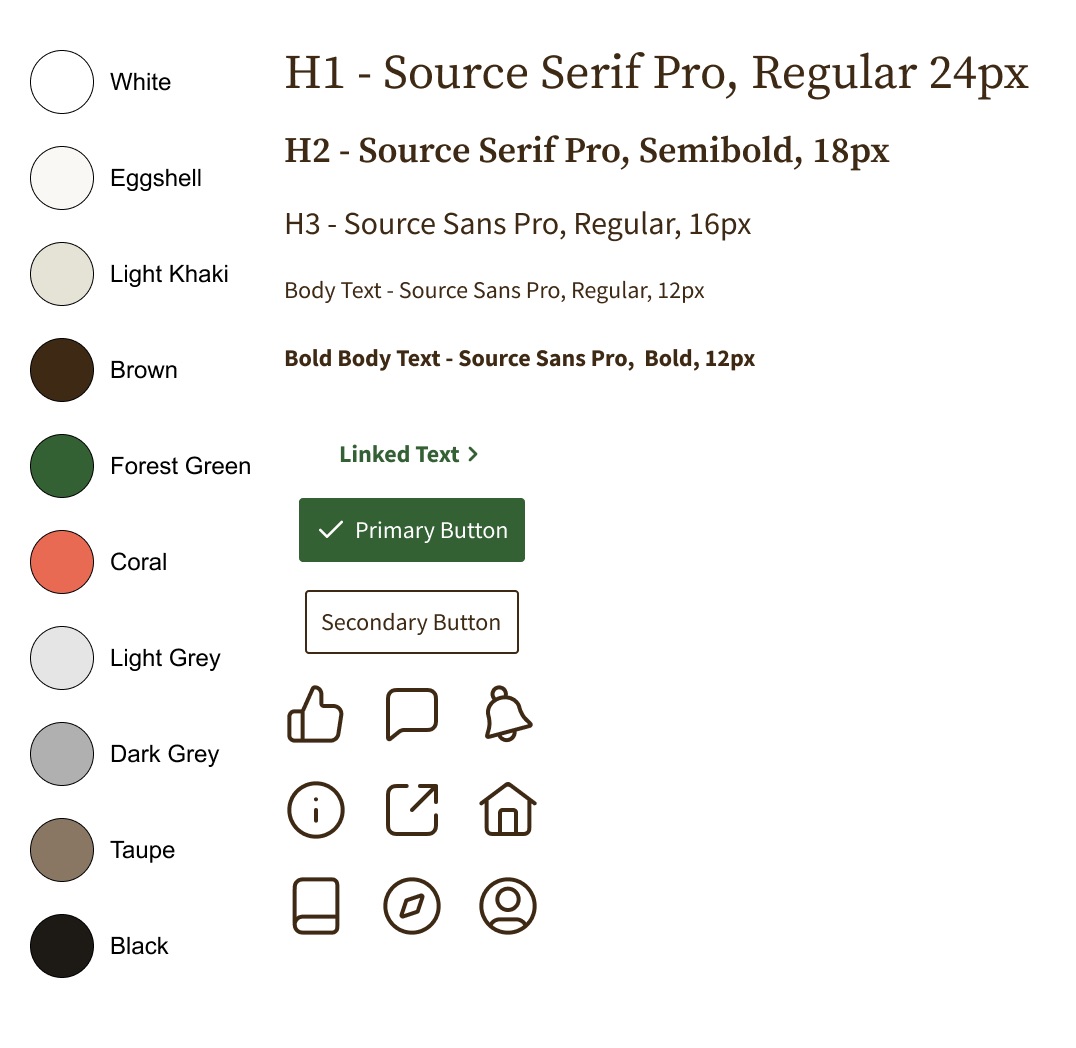 White
Eggshell
Light Khaki
Brown
Forest Green
Coral
Light Grey
Dark Grey
Taupe
Black
H1 - Source Serif Pro, Regular 24px
H2 - Source Serif Pro, Semibold, 18px
H3 - Source Sans Pro, Regular, 16px
Body Text - Source Sans Pro, Regular, 12px
Bold Body Text - Source Sans Pro,  Bold, 12px
Linked Text
Primary Button
Secondary Button